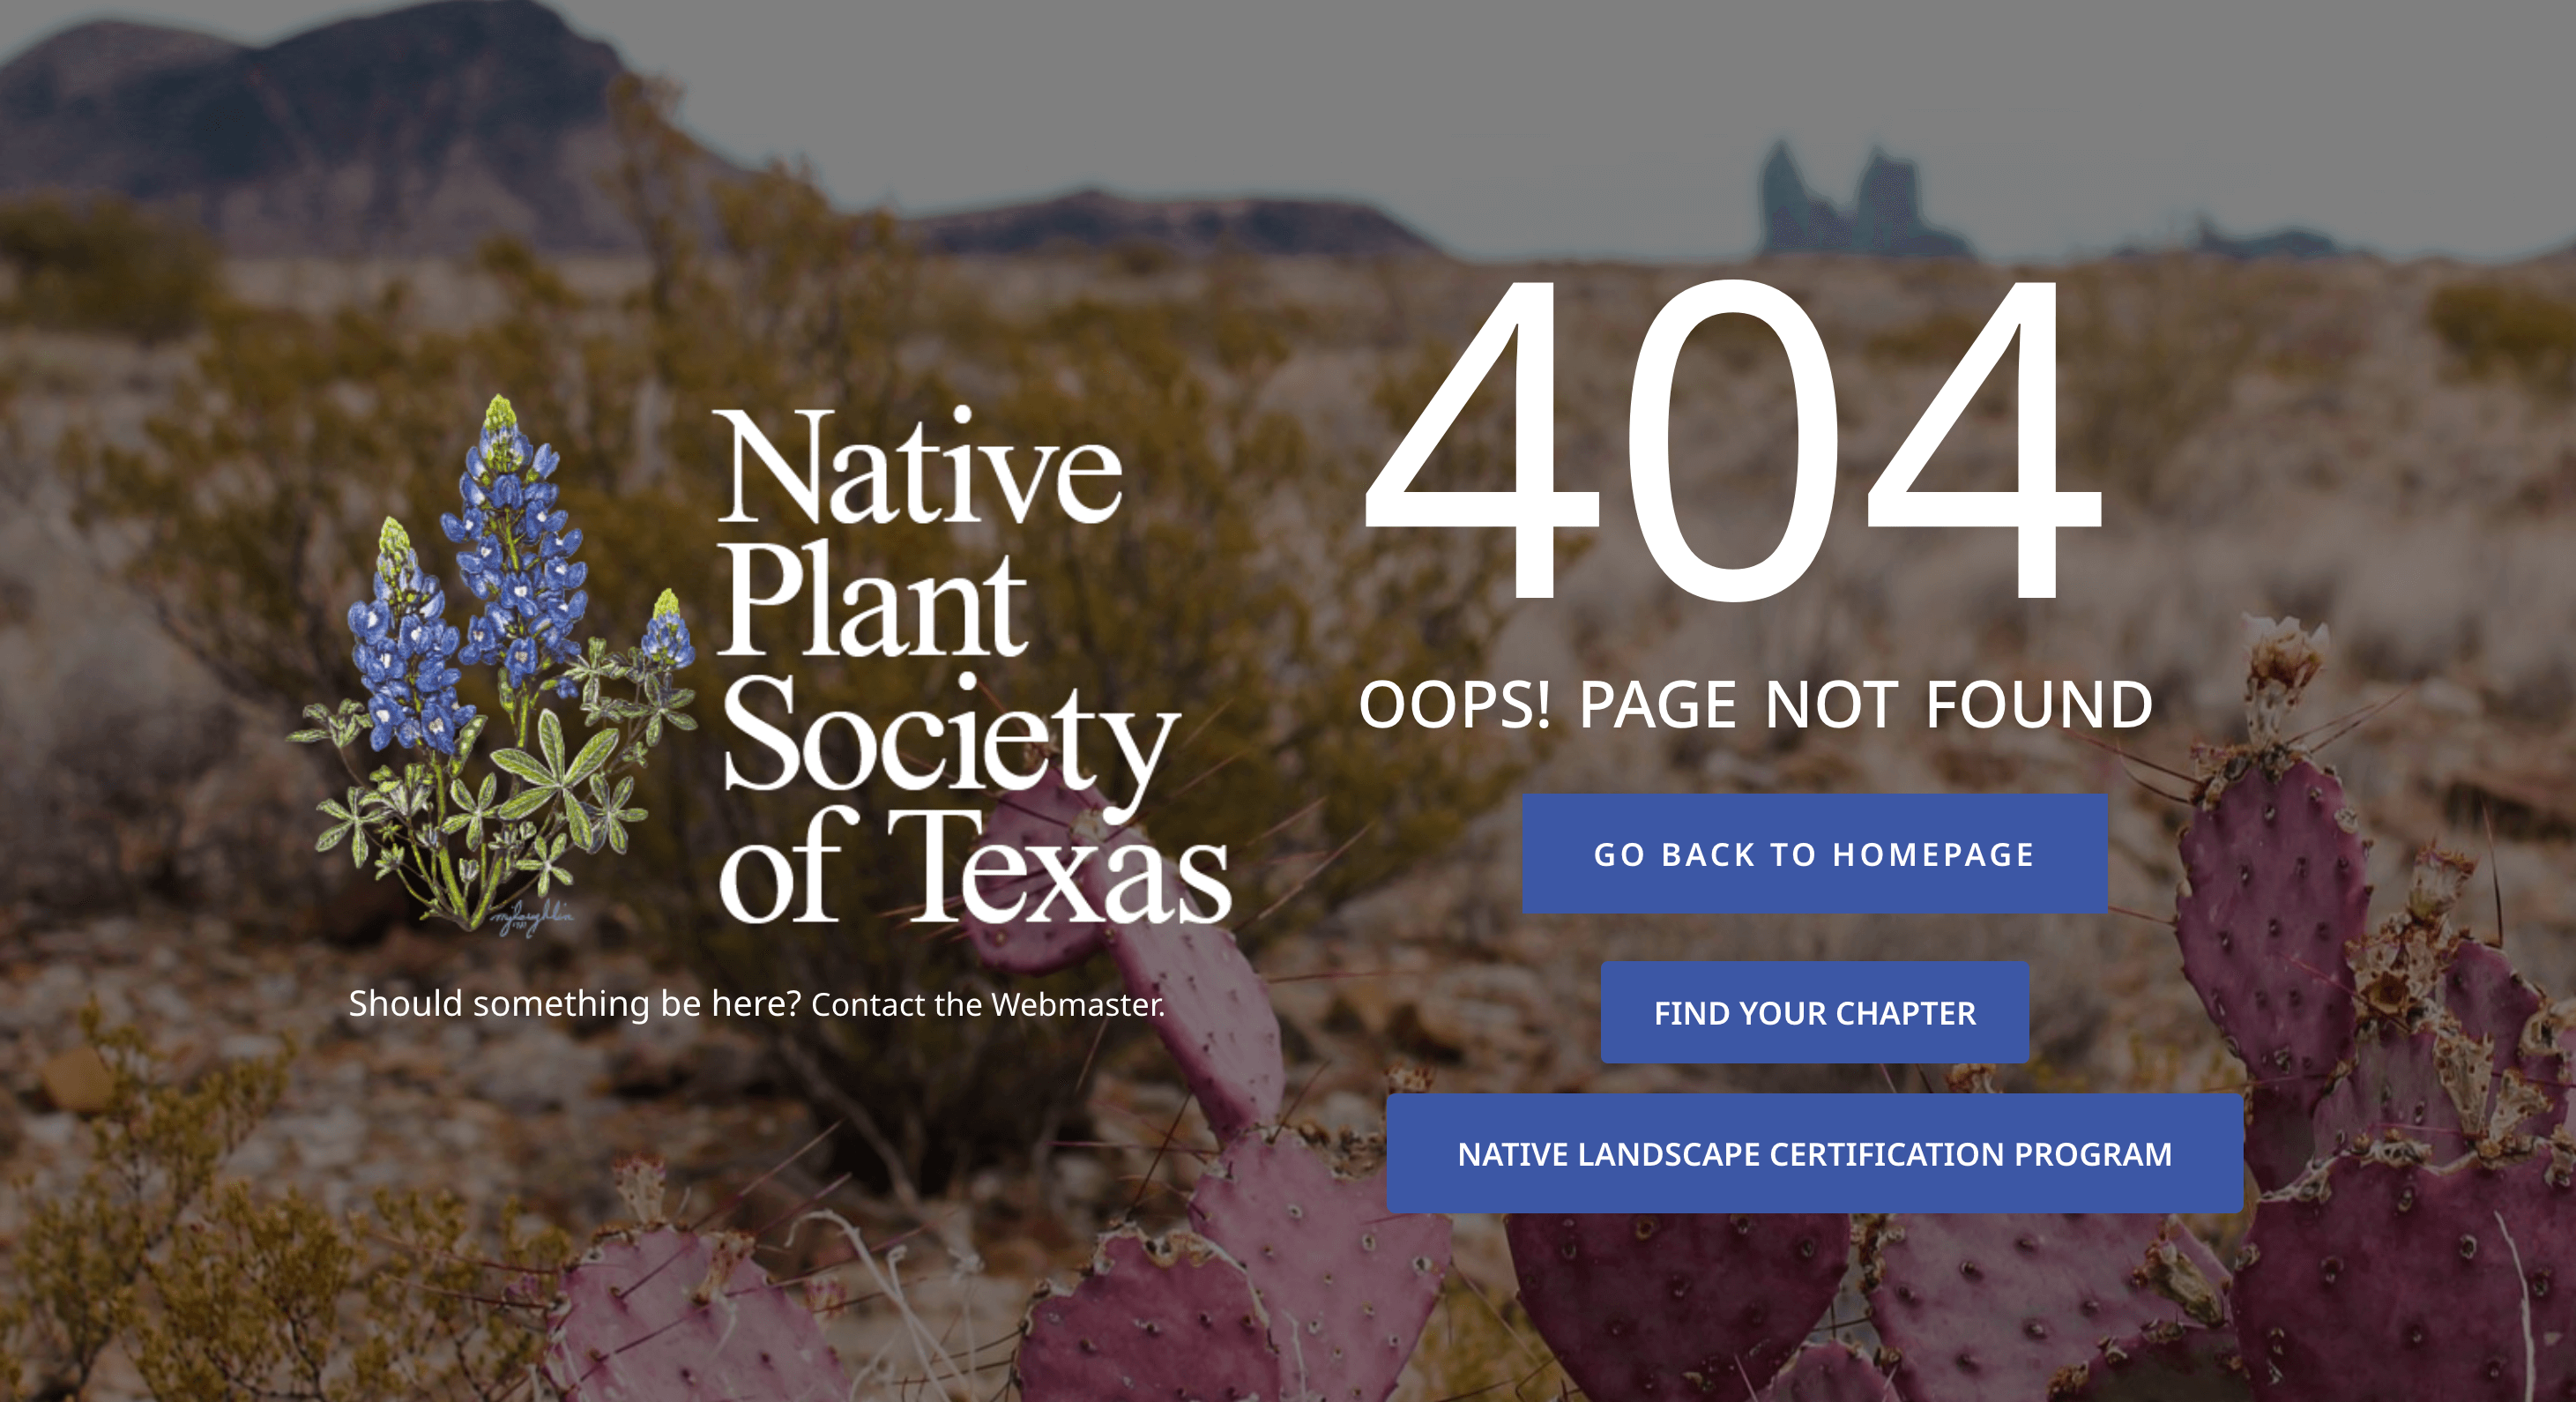 Native
Plant
Society
of Texas
Should something be here? Contact the Webmaster.
404
OOPS! PAGE NOT FOUND
GO BACK TO HOMEPAGE
FIND YOUR CHAPTER
NATIVE LANDSCAPE CERTIFICATION PROGRAM